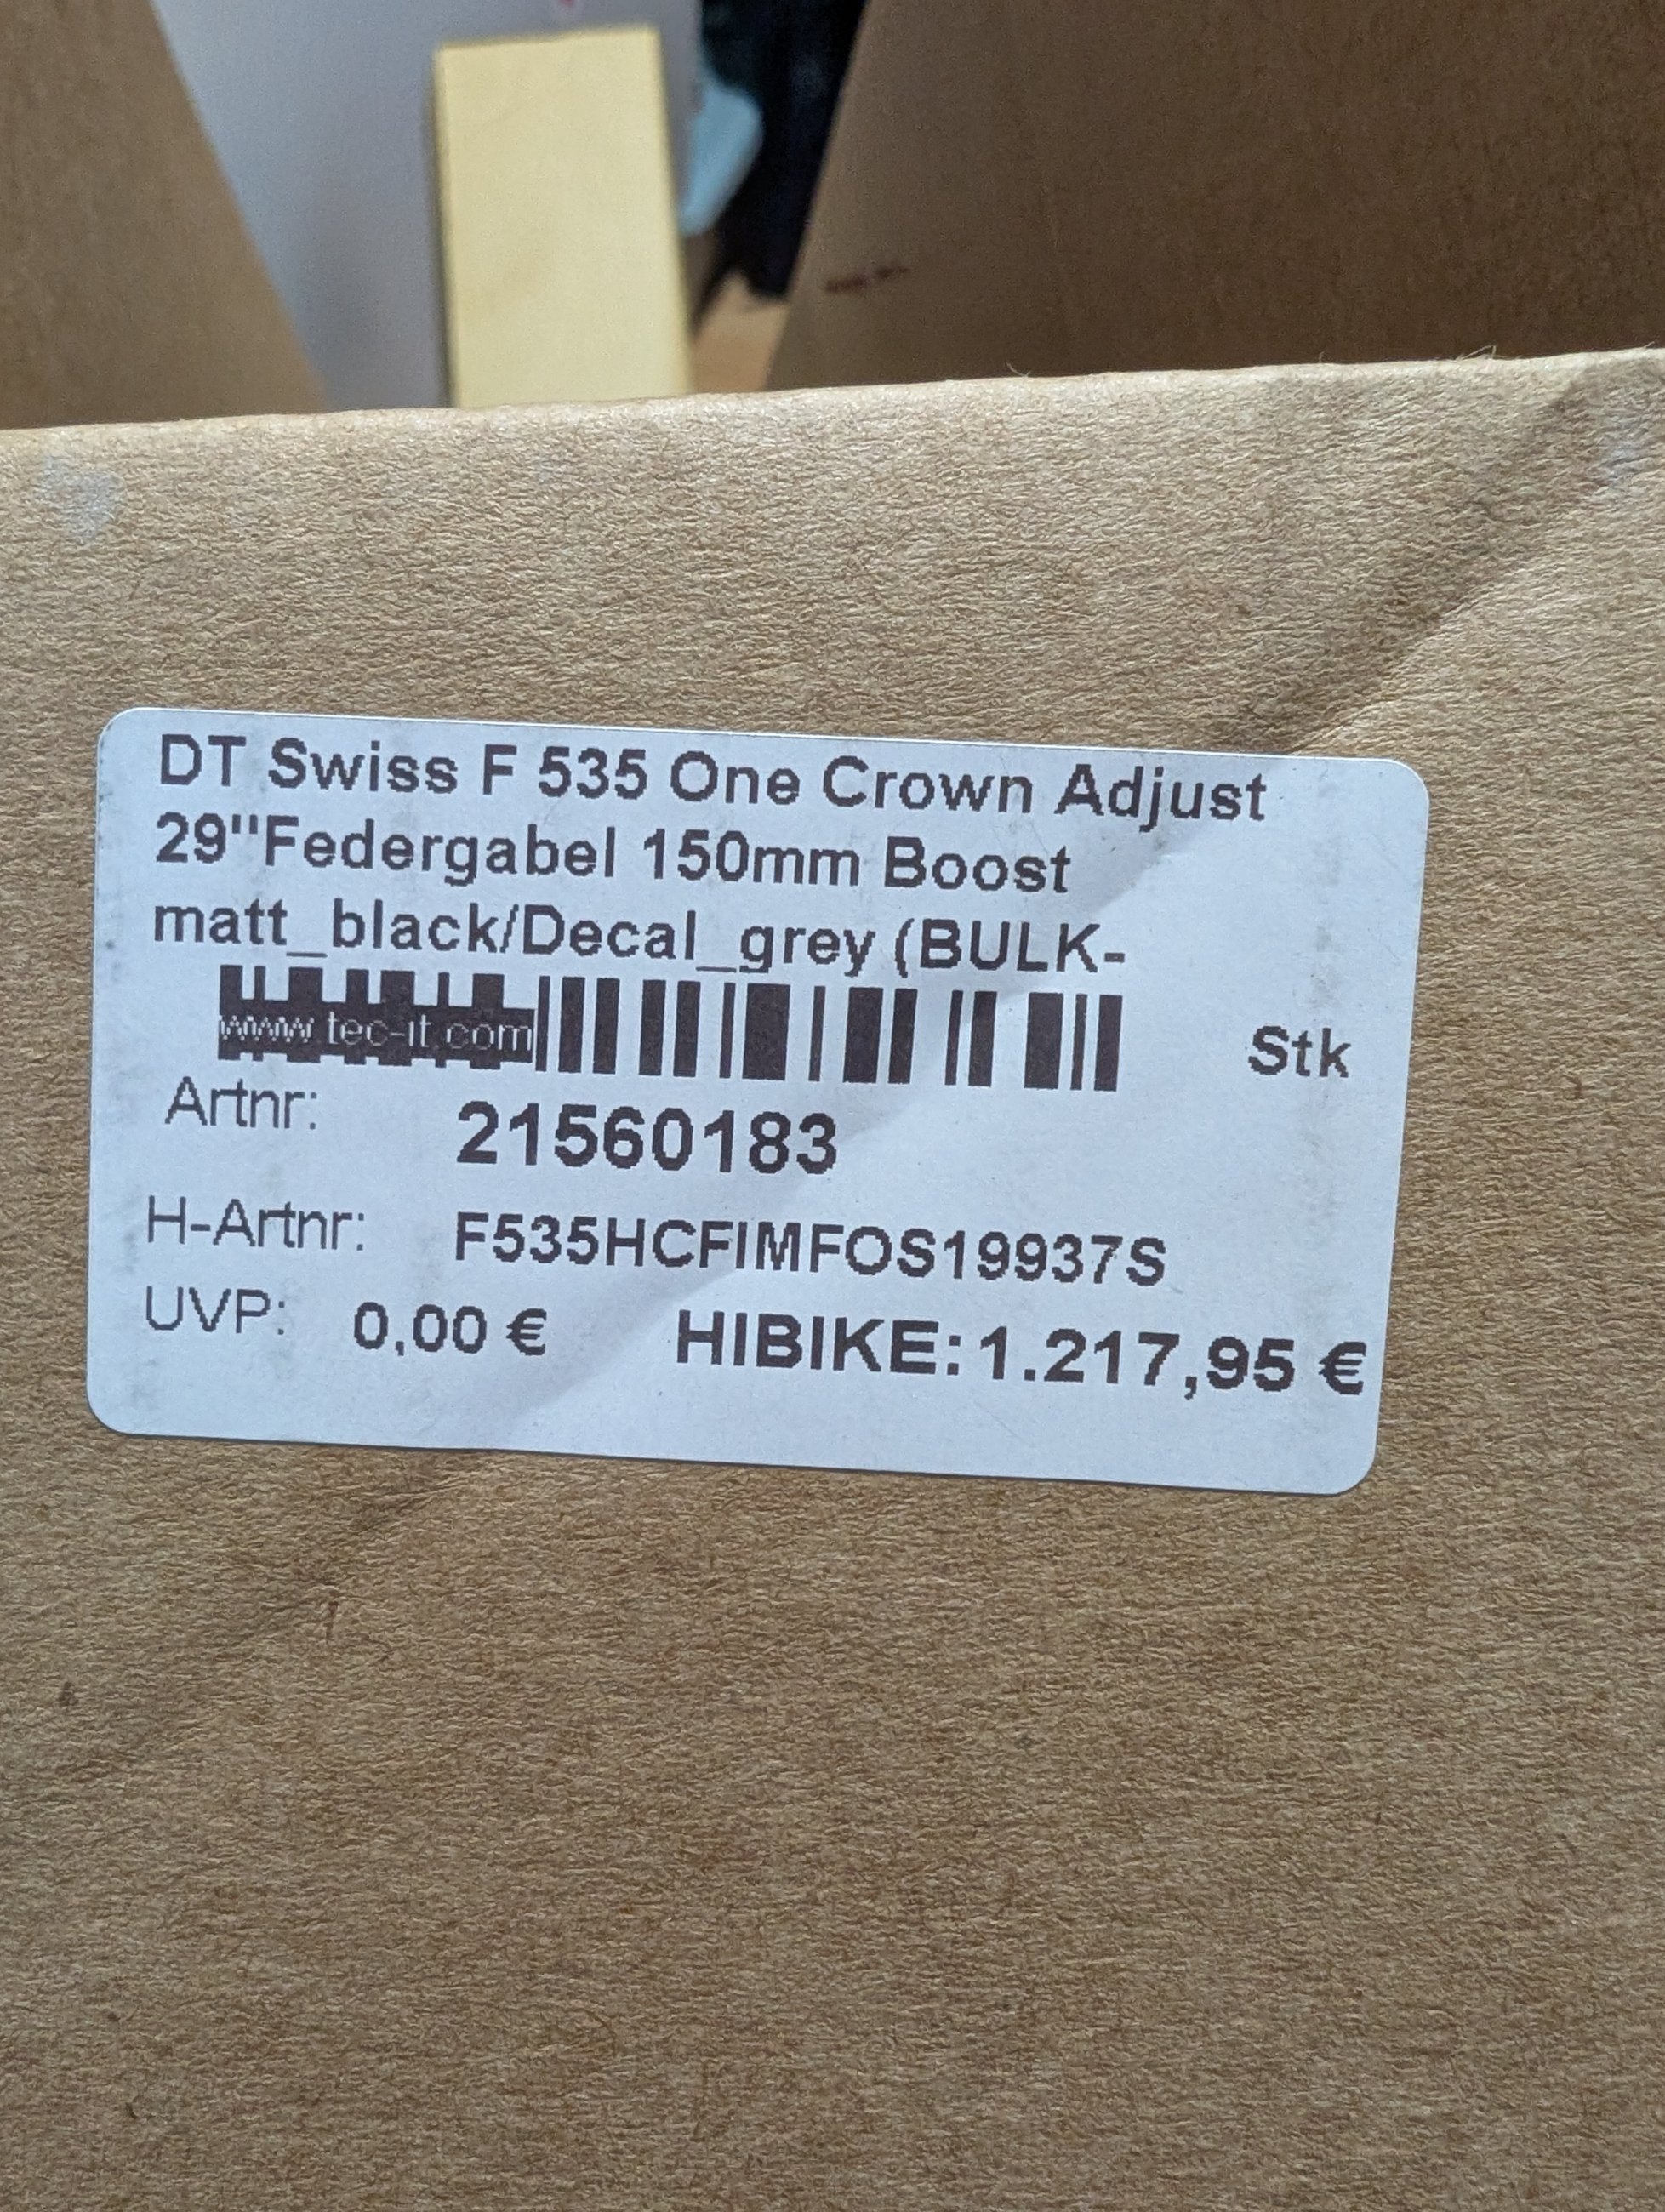 DT Swiss F 535 One Crown Adjust
29"Federgabel 150mm Boost
matt_black/Decal_grey (BULK-
www.tec-it.com
Stk
Artnr: 21560183
H-Artnr: F535HCFIMFOS19937S
UVP: 0,00 € HIBIKE: 1.217,95 €